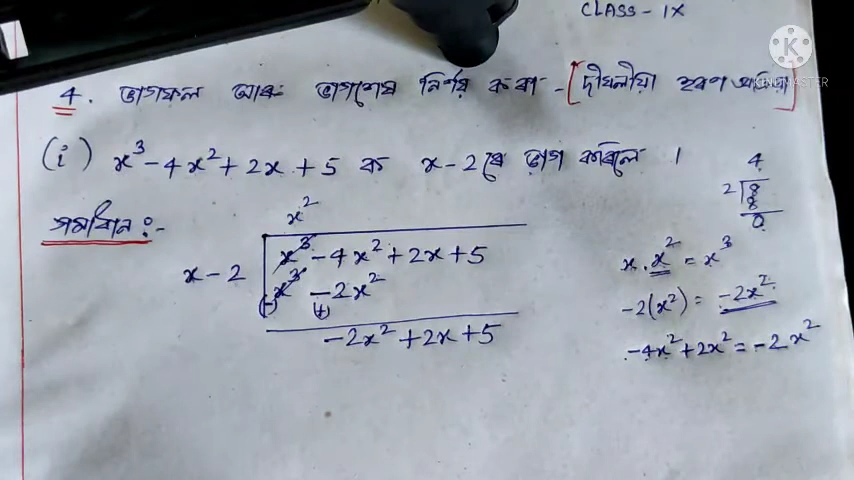 CLASS - IX
KINEMASTER
4. ভাগফল আৰু ভাগশেষ নিৰ্ণয় কৰা - [দীঘলীয়া হৰণ প্ৰক্ৰিয়া]
(i) x³ - 4x² + 2x + 5 ক x - 2 ৰে ভাগ কৰিলে ।
4
2 8
8
0
সমাধান :-
x²
x - 2 x³ - 4x² + 2x + 5
x³ - 2x²
(-) (+)
-2x² + 2x + 5
x . x² = x³
-2(x²) = -2x²
-4x² + 2x² = -2x²